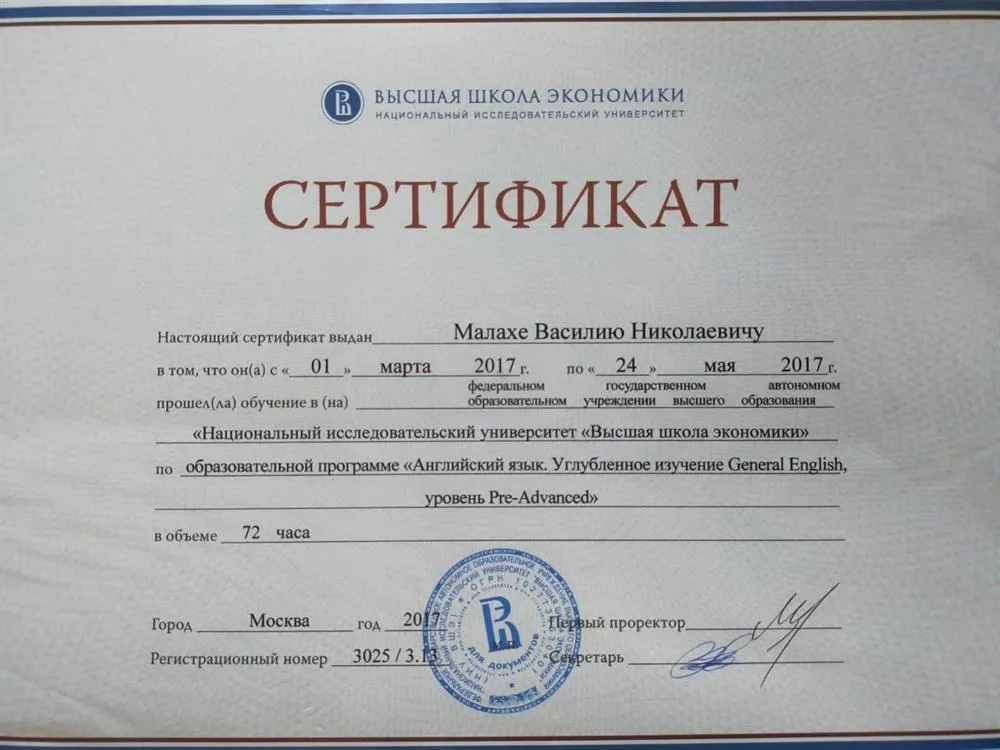 ВЫСШАЯ ШКОЛА ЭКОНОМИКИ
НАЦИОНАЛЬНЫЙ ИССЛЕДОВАТЕЛЬСКИЙ УНИВЕРСИТЕТ
СЕРТИФИКАТ
Настоящий сертификат выдан Малахе Василию Николаевичу
в том, что он(а) с « 01 » марта 2017 г. по « 24 » мая 2017 г.
федеральном государственном автономном
прошел(ла) обучение в (на) образовательном учреждении высшего образования
«Национальный исследовательский университет «Высшая школа экономики»
по образовательной программе «Английский язык. Углубленное изучение General English,
уровень Pre-Advanced»
в объеме 72 часа
Город Москва год 2017 Первый проректор
Регистрационный номер 3025 / 3.13 Секретарь
для документов